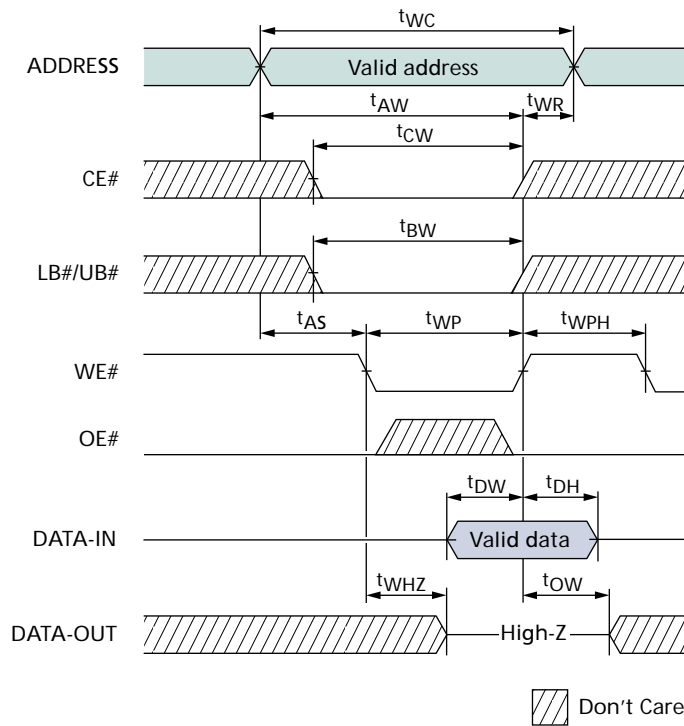 tWC
ADDRESS Valid address
tAW tWR
tCW
CE#
tBW
LB#/UB#
tAS tWP tWPH
WE#
OE#
tDW tDH
DATA-IN Valid data
tWHZ tOW
DATA-OUT High-Z
Don't Care